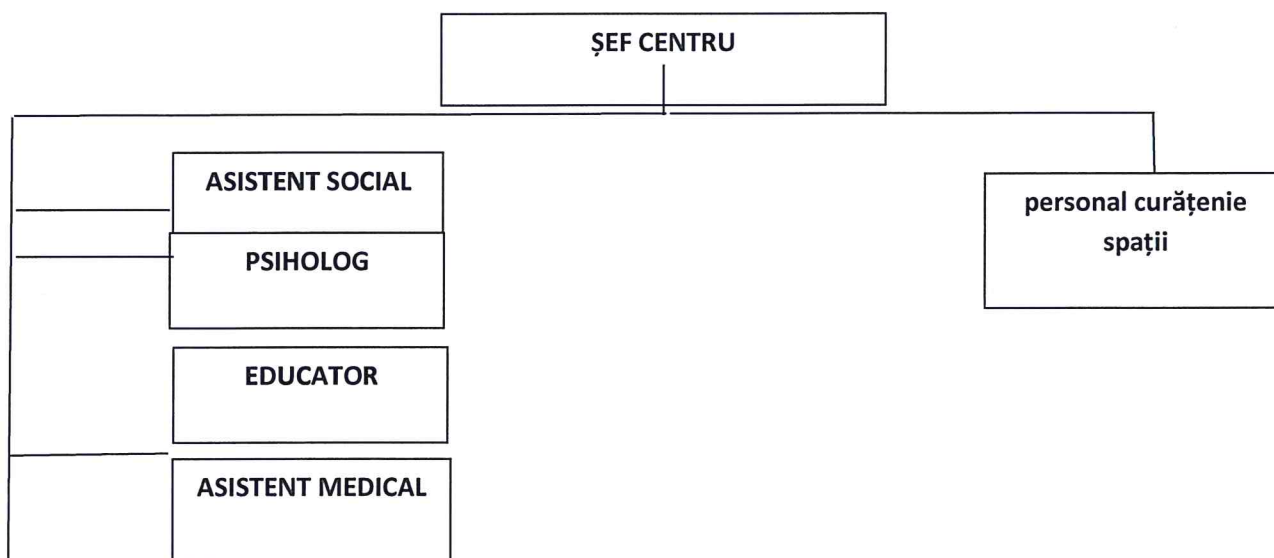 ȘEF CENTRU
ASISTENT SOCIAL
PSIHOLOG
EDUCATOR
ASISTENT MEDICAL
personal curățenie
spații